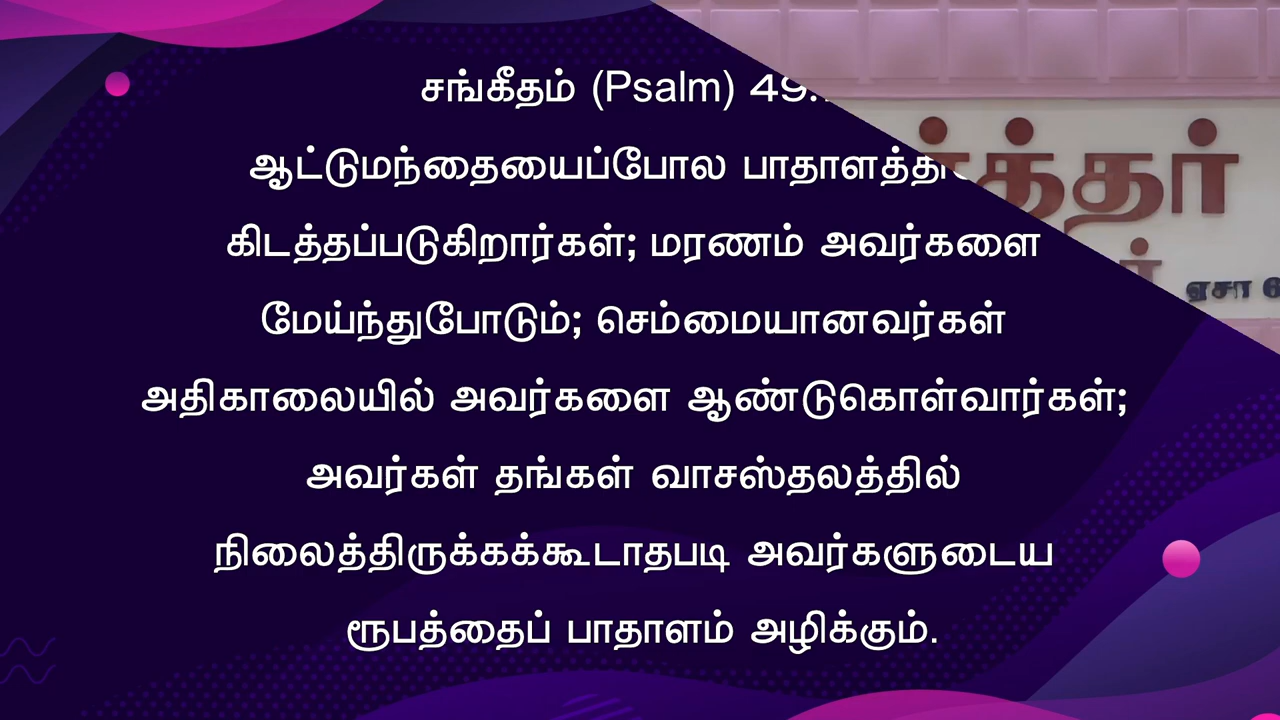 சங்கீதம் (Psalm) 49:
ஆட்டுமந்தையைப்போல
கிடத்தப்படுகிறார்கள்; மரணம் அவர்களை
மேய்ந்துபோடும்; செம்மையானவர்கள்
அதிகாலையில் அவர்களை ஆண்டுகொள்வார்கள்;
அவர்கள் தங்கள் வாசஸ்தலத்தில்
நிலைத்திருக்கக்கூடாதபடி அவர்களுடைய
ரூபத்தைப் பாதாளம் அழிக்கும்.